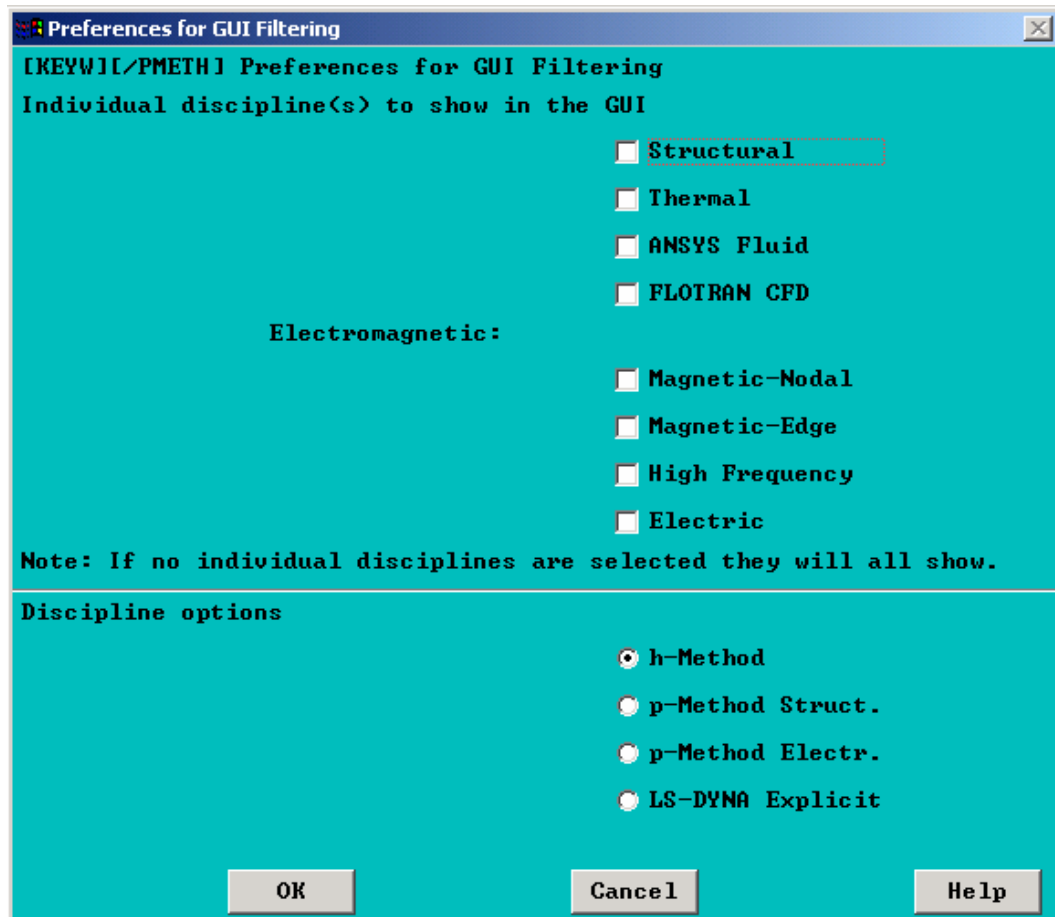 Preferences for GUI Filtering
[KEYW][/PMETH] Preferences for GUI Filtering
Individual discipline(s) to show in the GUI
Structural
Thermal
ANSYS Fluid
FLOTRAN CFD
Electromagnetic:
Magnetic-Nodal
Magnetic-Edge
High Frequency
Electric
Note: If no individual disciplines are selected they will all show.
Discipline options
h-Method
p-Method Struct.
p-Method Electr.
LS-DYNA Explicit
OK Cancel Help